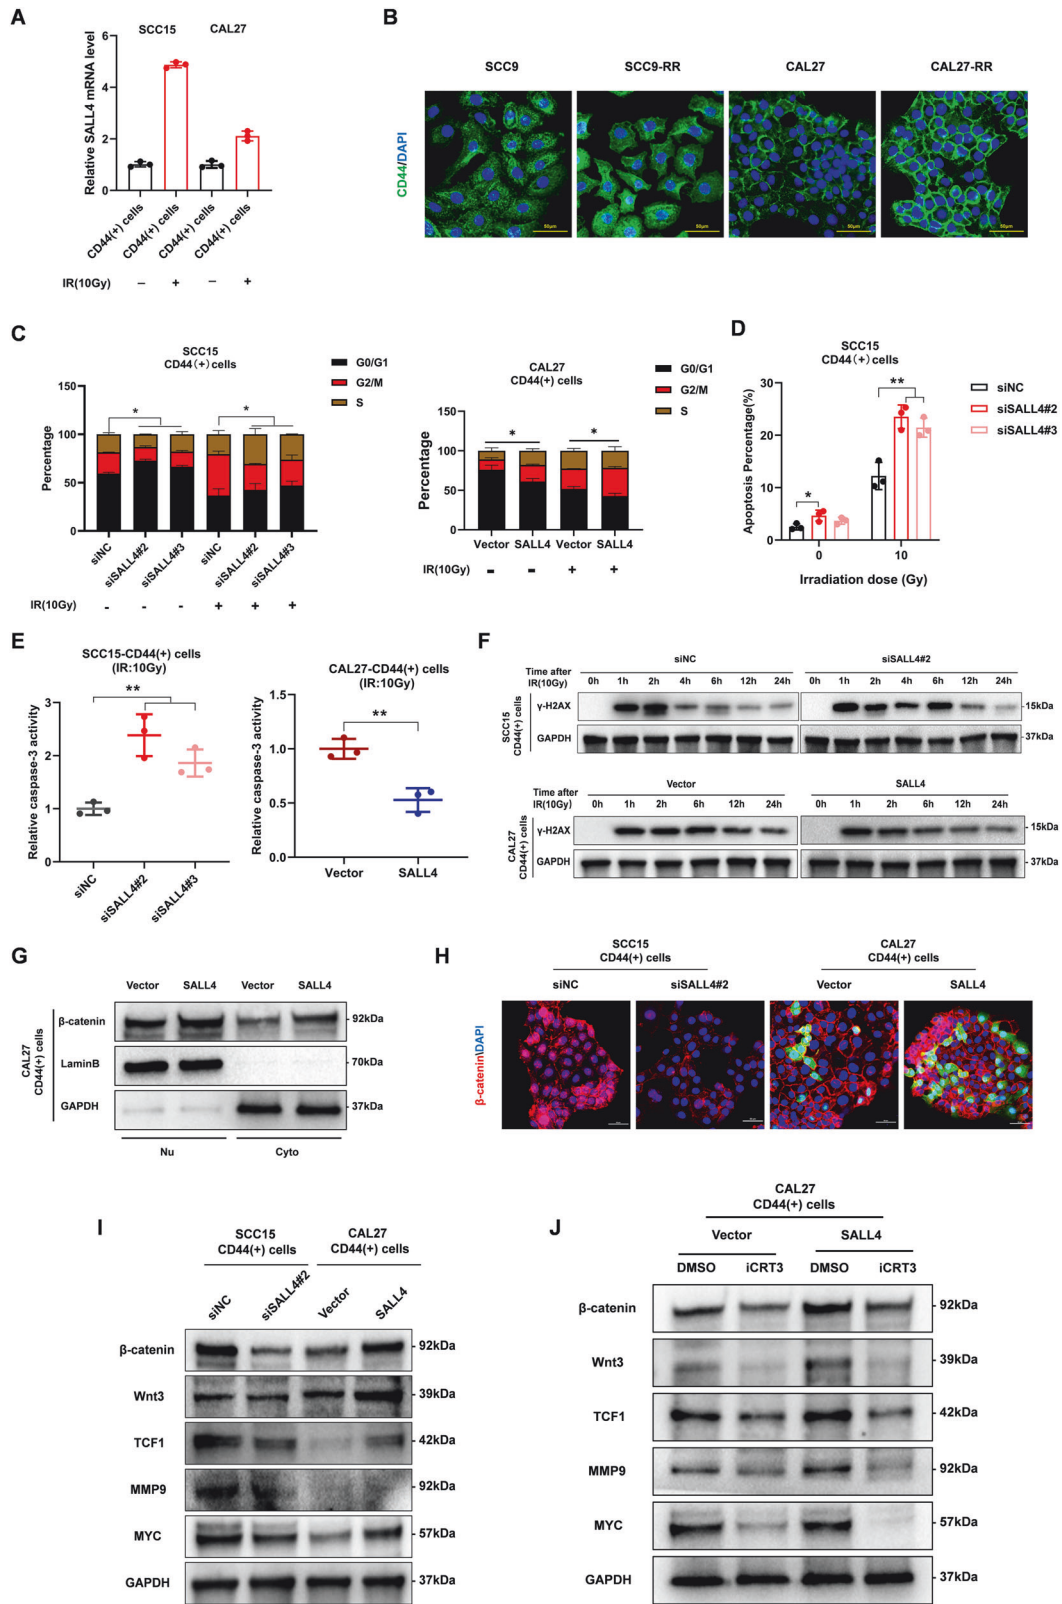 A
SCC15 CAL27
Relative SALL4 mRNA level
6
4
2
0
CD44(+) cells CD44(+) cells CD44(+) cells CD44(+) cells
IR(10Gy) – + – +
B
SCC9 SCC9-RR CAL27 CAL27-RR
CD44/DAPI
50μm 50μm 50μm 50μm
C
SCC15
CD44(+)cells
G0/G1
G2/M
S
Percentage
150
100
50
0
* *
siNC siSALL4#2 siSALL4#3 siNC siSALL4#2 siSALL4#3
IR(10Gy) - - - + + +
CAL27
CD44(+) cells
G0/G1
G2/M
S
Percentage
150
100
50
0
* *
Vector SALL4 Vector SALL4
IR(10Gy) - - + +
D
SCC15
CD44(+)cells
siNC
siSALL4#2
siSALL4#3
Apoptosis Percentage(%)
30
20
10
0
* **
0 10
Irradiation dose (Gy)
E
SCC15-CD44(+) cells
(IR:10Gy)
Relative caspase-3 activity
3
2
1
0
**
siNC siSALL4#2 siSALL4#3
CAL27-CD44(+) cells
(IR:10Gy)
Relative caspase-3 activity
1.5
1.0
0.5
0.0
**
Vector SALL4
F
siNC siSALL4#2
Time after
IR(10Gy) 0h 1h 2h 4h 6h 12h 24h 0h 1h 2h 4h 6h 12h 24h
SCC15
CD44(+) cells
γ-H2AX -15kDa
GAPDH -37kDa
Vector SALL4
Time after
IR(10Gy) 0h 1h 2h 6h 12h 24h 0h 1h 2h 6h 12h 24h
CAL27
CD44(+) cells
γ-H2AX -15kDa
GAPDH -37kDa
G
Vector SALL4 Vector SALL4
CAL27
CD44(+) cells
β-catenin -92kDa
LaminB -70kDa
GAPDH -37kDa
Nu Cyto
H
SCC15
CD44(+) cells
CAL27
CD44(+) cells
siNC siSALL4#2 Vector SALL4
β-catenin\DAPI
I
SCC15
CD44(+) cells
CAL27
CD44(+) cells
siNC siSALL4#2 Vector SALL4
β-catenin -92kDa
Wnt3 -39kDa
TCF1 -42kDa
MMP9 -92kDa
MYC -57kDa
GAPDH -37kDa
J
CAL27
CD44(+) cells
Vector SALL4
DMSO iCRT3 DMSO iCRT3
β-catenin -92kDa
Wnt3 -39kDa
TCF1 -42kDa
MMP9 -92kDa
MYC -57kDa
GAPDH -37kDa